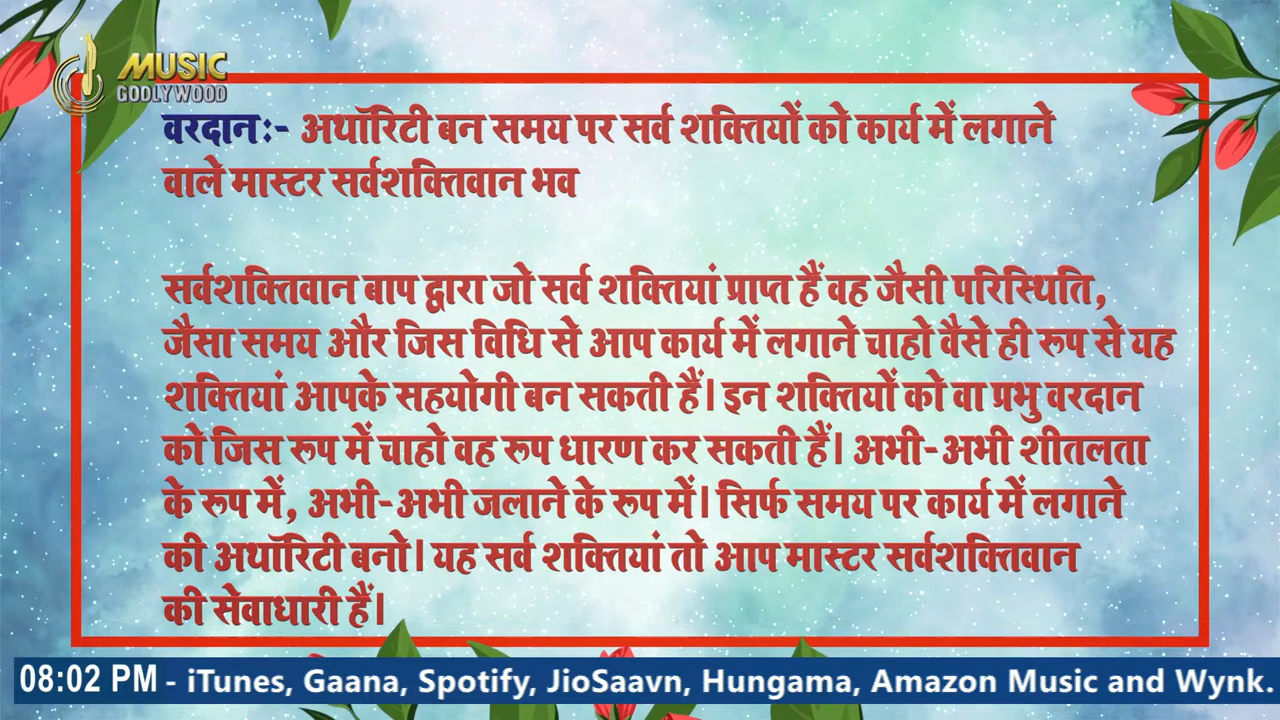 MUSIC
GODLYWOOD
वरदान:- अथॉरिटी बन समय पर सर्व शक्तियों को कार्य में लगाने
वाले मास्टर सर्वशक्तिवान भव
सर्वशक्तिवान बाप द्वारा जो सर्व शक्तियां प्राप्त हैं वह जैसी परिस्थिति,
जैसा समय और जिस विधि से आप कार्य में लगाने चाहो वैसे ही रूप से यह
शक्तियां आपके सहयोगी बन सकती हैं। इन शक्तियों को वा प्रभु वरदान
को जिस रूप में चाहो वह रूप धारण कर सकती हैं। अभी-अभी शीतलता
के रूप में, अभी-अभी जलाने के रूप में। सिर्फ समय पर कार्य में लगाने
की अथॉरिटी बनो। यह सर्व शक्तियां तो आप मास्टर सर्वशक्तिवान
की सेवाधारी हैं।
08:02 PM - iTunes, Gaana, Spotify, JioSaavn, Hungama, Amazon Music and Wynk.